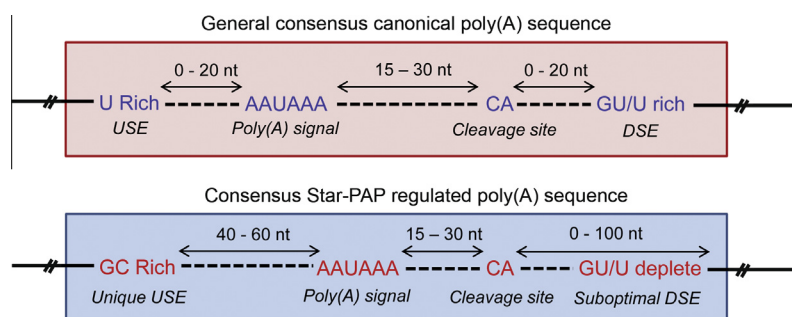 General consensus canonical poly(A) sequence
0 - 20 nt 15 – 30 nt 0 - 20 nt
U Rich AAUAAA CA GU/U rich
USE Poly(A) signal Cleavage site DSE
Consensus Star-PAP regulated poly(A) sequence
40 - 60 nt 15 – 30 nt 0 - 100 nt
GC Rich AAUAAA CA GU/U deplete
Unique USE Poly(A) signal Cleavage site Suboptimal DSE